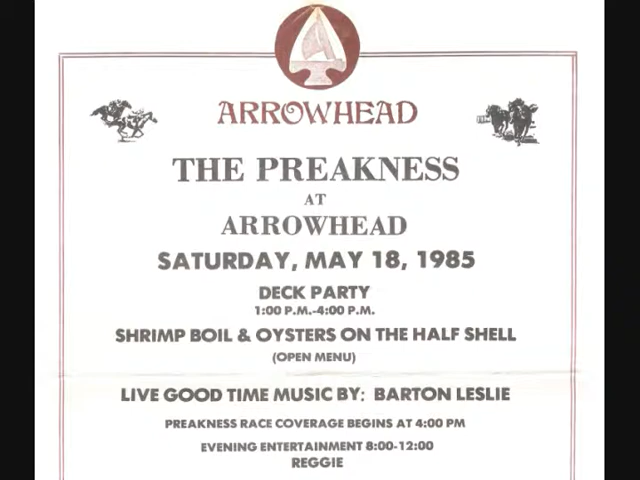 ARROWHEAD
THE PREAKNESS
AT
ARROWHEAD
SATURDAY, MAY 18, 1985
DECK PARTY
1:00 P.M.-4:00 P.M.
SHRIMP BOIL & OYSTERS ON THE HALF SHELL
(OPEN MENU)
LIVE GOOD TIME MUSIC BY: BARTON LESLIE
PREAKNESS RACE COVERAGE BEGINS AT 4:00 PM
EVENING ENTERTAINMENT 8:00-12:00
REGGIE